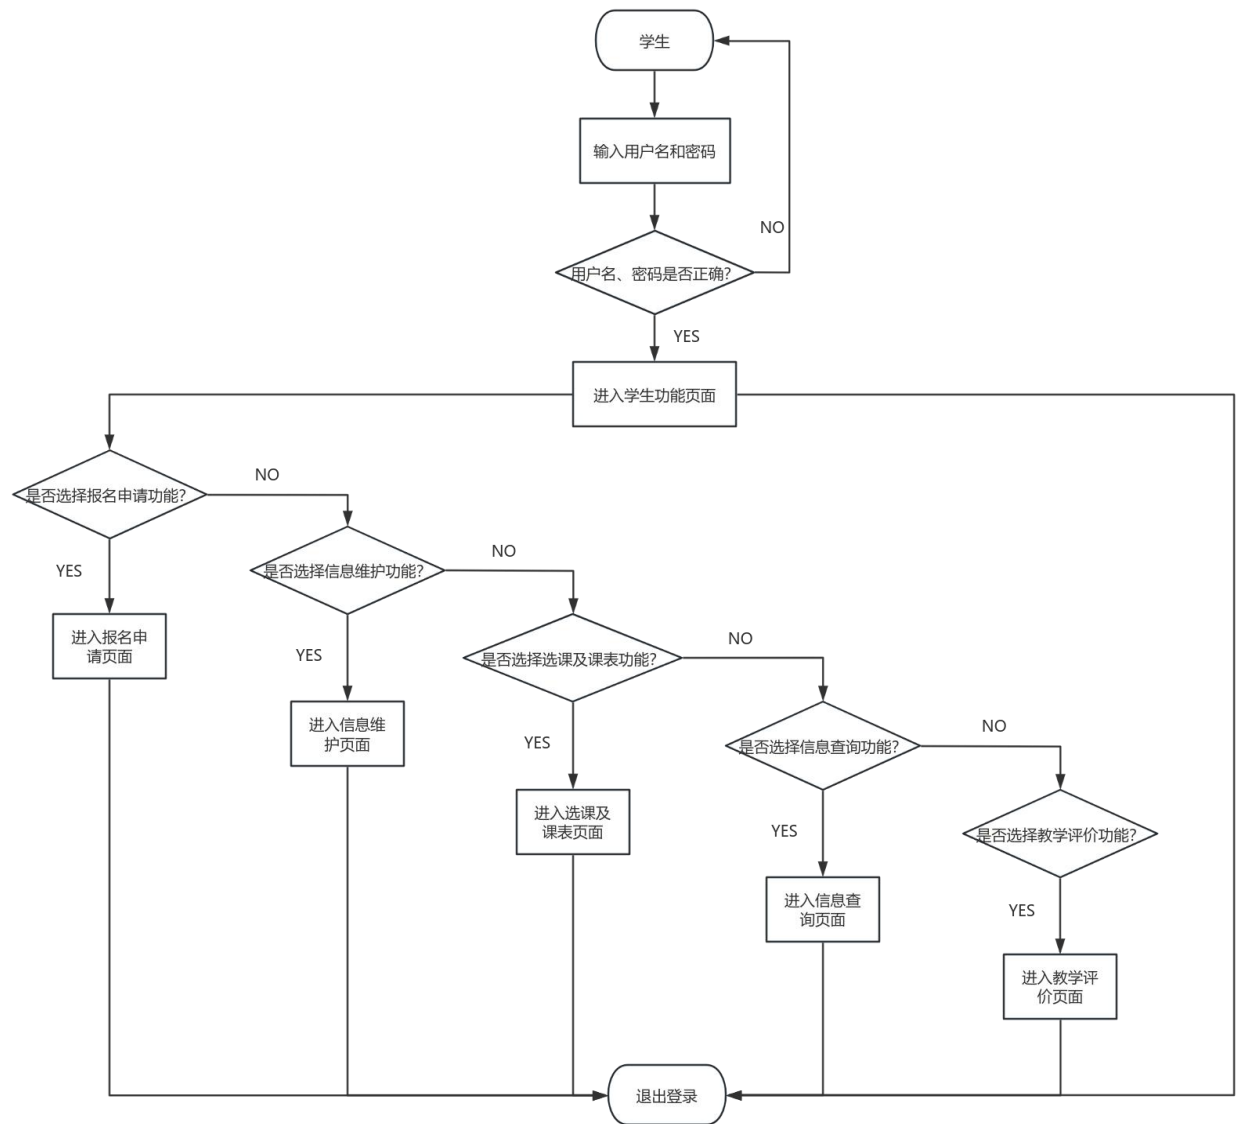 学生
输入用户名和密码
NO
用户名、密码是否正确?
YES
进入学生功能页面
NO
是否选择报名申请功能?
NO
YES
是否选择信息维护功能?
进入报名申
请页面
NO
YES
是否选择选课及课表功能?
进入信息维
护页面
NO
YES
是否选择信息查询功能?
进入选课及
课表页面
YES
是否选择教学评价功能?
进入信息查
询页面
YES
进入教学评
价页面
退出登录